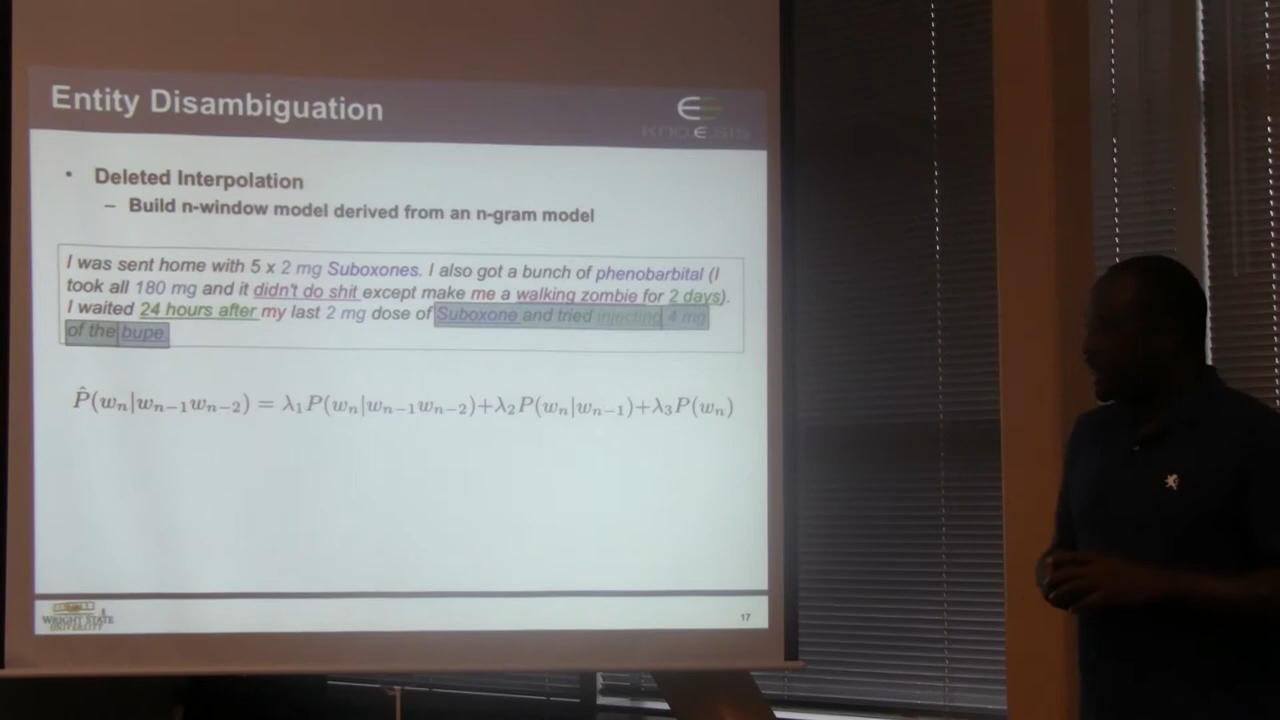 Entity Disambiguation
KNO.E.SIS
• Deleted Interpolation
– Build n-window model derived from an n-gram model
I was sent home with 5 x 2 mg Suboxones. I also got a bunch of phenobarbital (I
took all 180 mg and it didn't do shit except make me a walking zombie for 2 days).
I waited 24 hours after my last 2 mg dose of Suboxone and tried injecting 4 mg
of the bupe
P̂(wₙ|wₙ₋₁wₙ₋₂) = λ₁P(wₙ|wₙ₋₁wₙ₋₂)+λ₂P(wₙ|wₙ₋₁)+λ₃P(wₙ)
WRIGHT STATE
UNIVERSITY
17